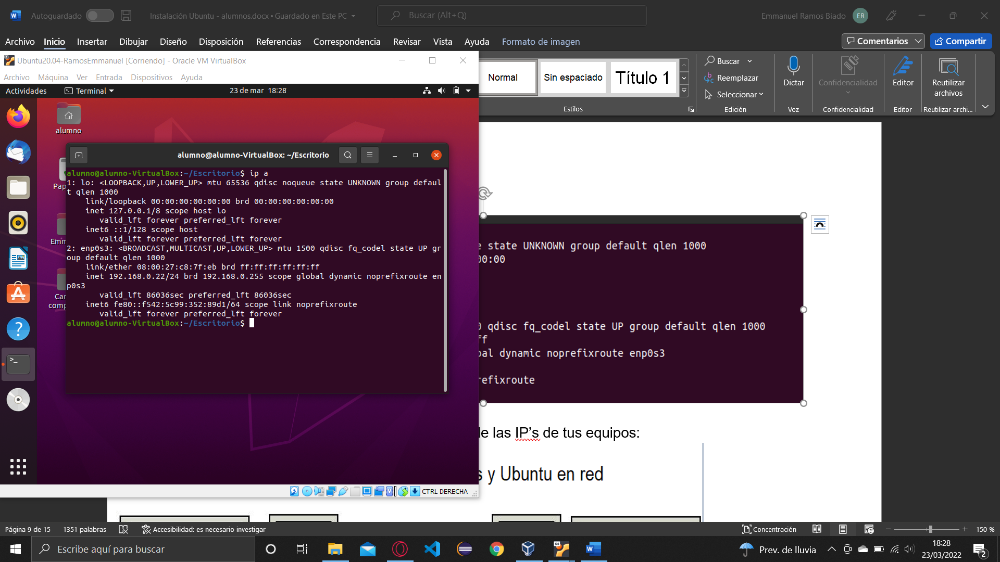 Autoguardado
Instalación Ubuntu - alumnos.docx • Guardado en Este PC
Buscar (Alt+Q)
Emmanuel Ramos Biado
ER
Archivo Inicio Insertar Dibujar Diseño Disposición Referencias Correspondencia Revisar Vista Ayuda Formato de imagen
Comentarios
Compartir
Ubuntu20.04-RamosEmmanuel [Corriendo] - Oracle VM VirtualBox
Archivo Máquina Ver Entrada Dispositivos Ayuda
Actividades
Terminal
23 de mar 18:28
Normal
Sin espaciado
Título 1
Estilos
Buscar
Reemplazar
Seleccionar
Edición
Dictar
Voz
Confidencialidad
Confidencialidad
Editor
Editor
Reutilizar
archivos
Reutilizar archi...
alumno
alumno@alumno-VirtualBox: ~/Escritorio
alumno@alumno-VirtualBox:~/Escritorio$ ip a
1: lo: <LOOPBACK,UP,LOWER_UP> mtu 65536 qdisc noqueue state UNKNOWN group defaul
t qlen 1000
link/loopback 00:00:00:00:00:00 brd 00:00:00:00:00:00
inet 127.0.0.1/8 scope host lo
valid_lft forever preferred_lft forever
inet6 ::1/128 scope host
valid_lft forever preferred_lft forever
2: enp0s3: <BROADCAST,MULTICAST,UP,LOWER_UP> mtu 1500 qdisc fq_codel state UP gr
oup default qlen 1000
link/ether 08:00:27:c8:7f:eb brd ff:ff:ff:ff:ff:ff
inet 192.168.0.22/24 brd 192.168.0.255 scope global dynamic noprefixroute en
p0s3
valid_lft 86036sec preferred_lft 86036sec
inet6 fe80::f542:5c99:352:89d1/64 scope link noprefixroute
valid_lft forever preferred_lft forever
alumno@alumno-VirtualBox:~/Escritorio$
Pap
Emm
Car
comp
state UNKNOWN group default qlen 1000
00:00
qdisc fq_codel state UP group default qlen 1000
ff
bal dynamic noprefixroute enp0s3
refixroute
de las IP's de tus equipos:
s y Ubuntu en red
CTRL DERECHA
Página 9 de 15
1351 palabras
Accesibilidad: es necesario investigar
Concentración
150 %
Escribe aquí para buscar
64
Prev. de lluvia
18:28
23/03/2022
2